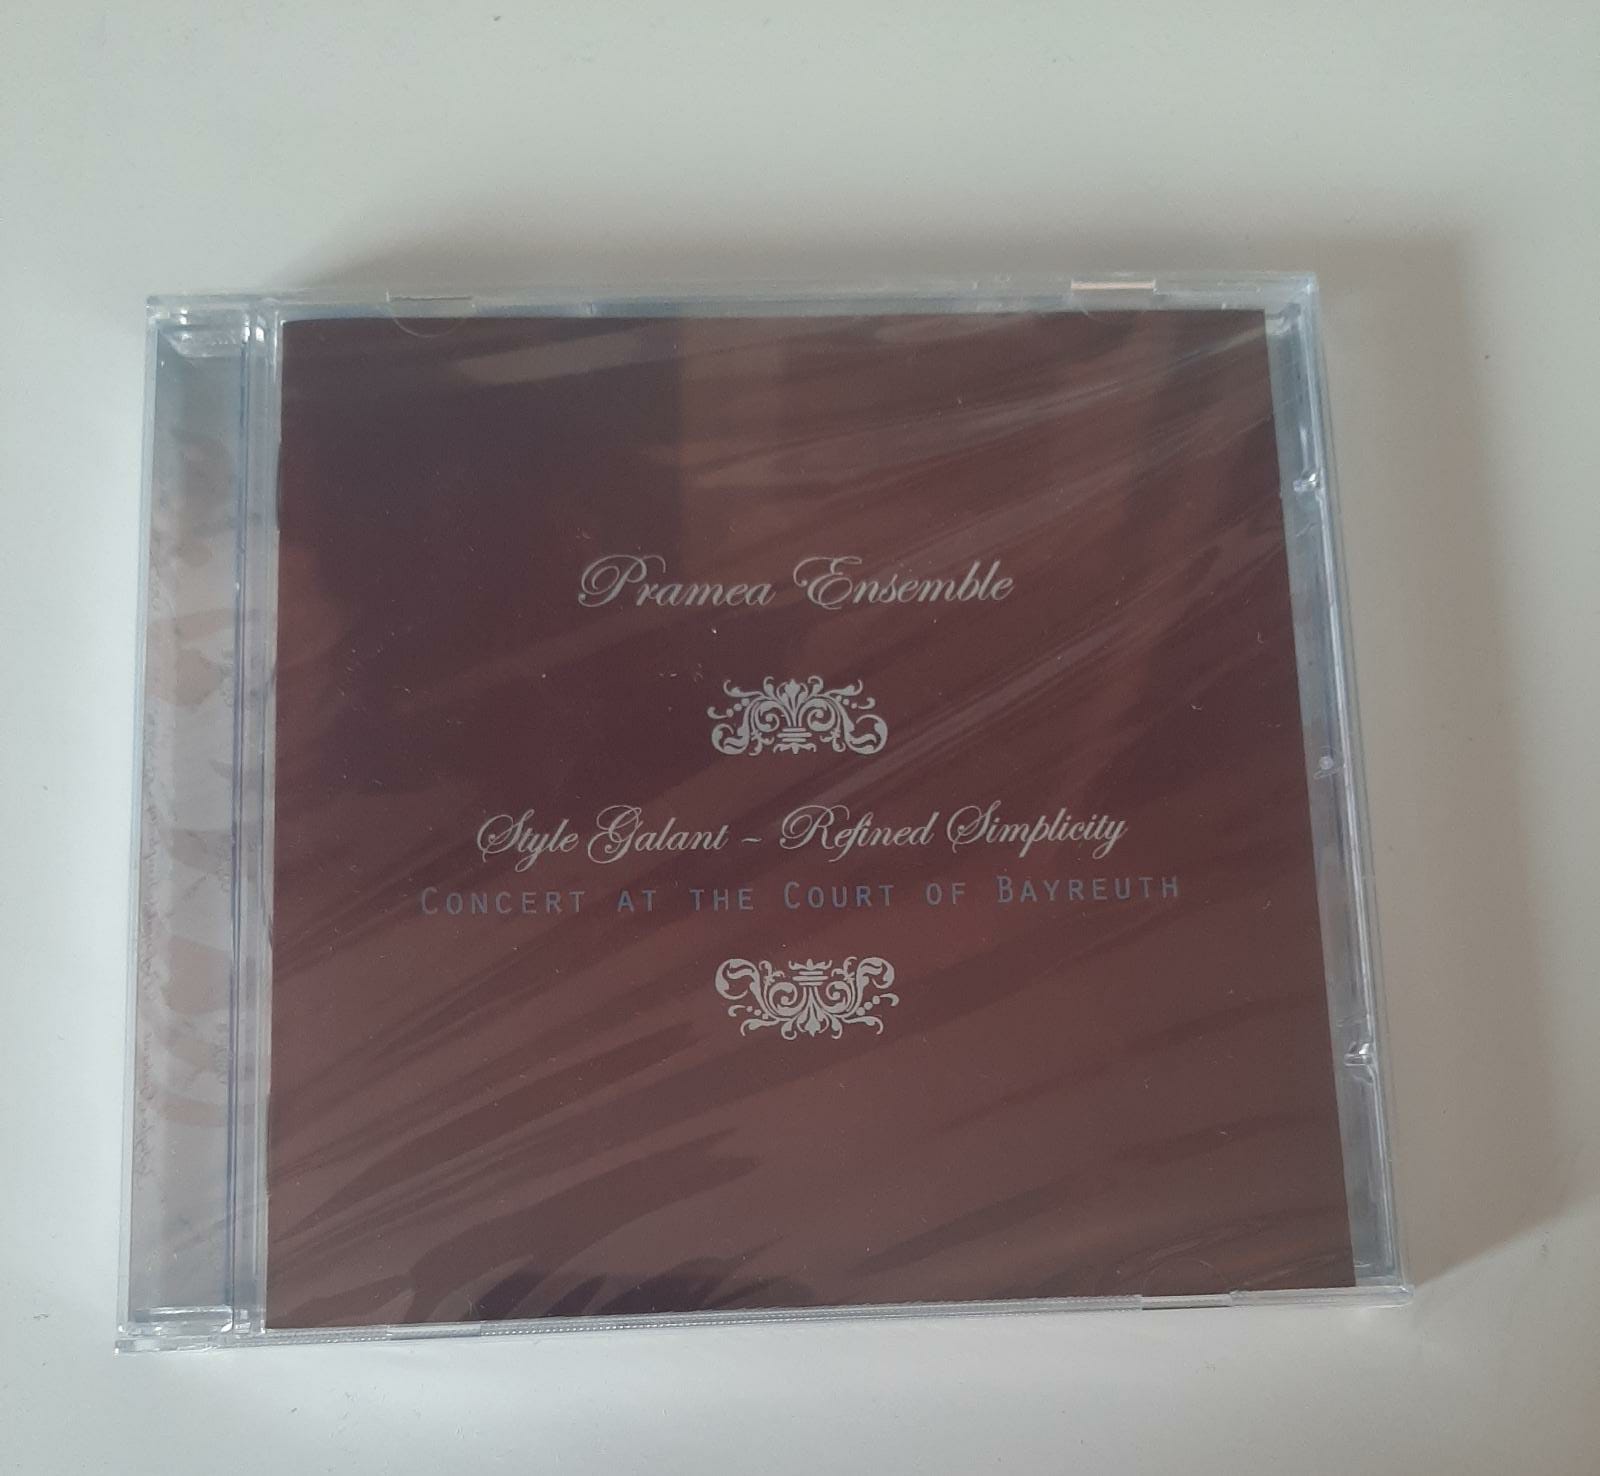 Pramea Ensemble
Style Galant ~ Refined Simplicity
Concert at the Court of Bayreuth